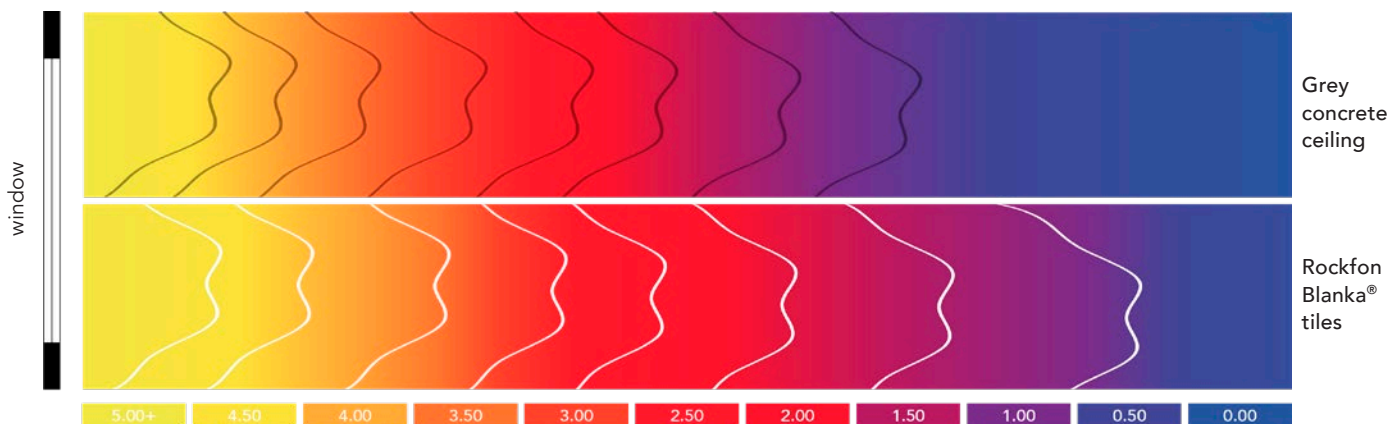 window
Grey
concrete
ceiling
Rockfon
Blanka®
tiles
5.00+ 4.50 4.00 3.50 3.00 2.50 2.00 1.50 1.00 0.50 0.00